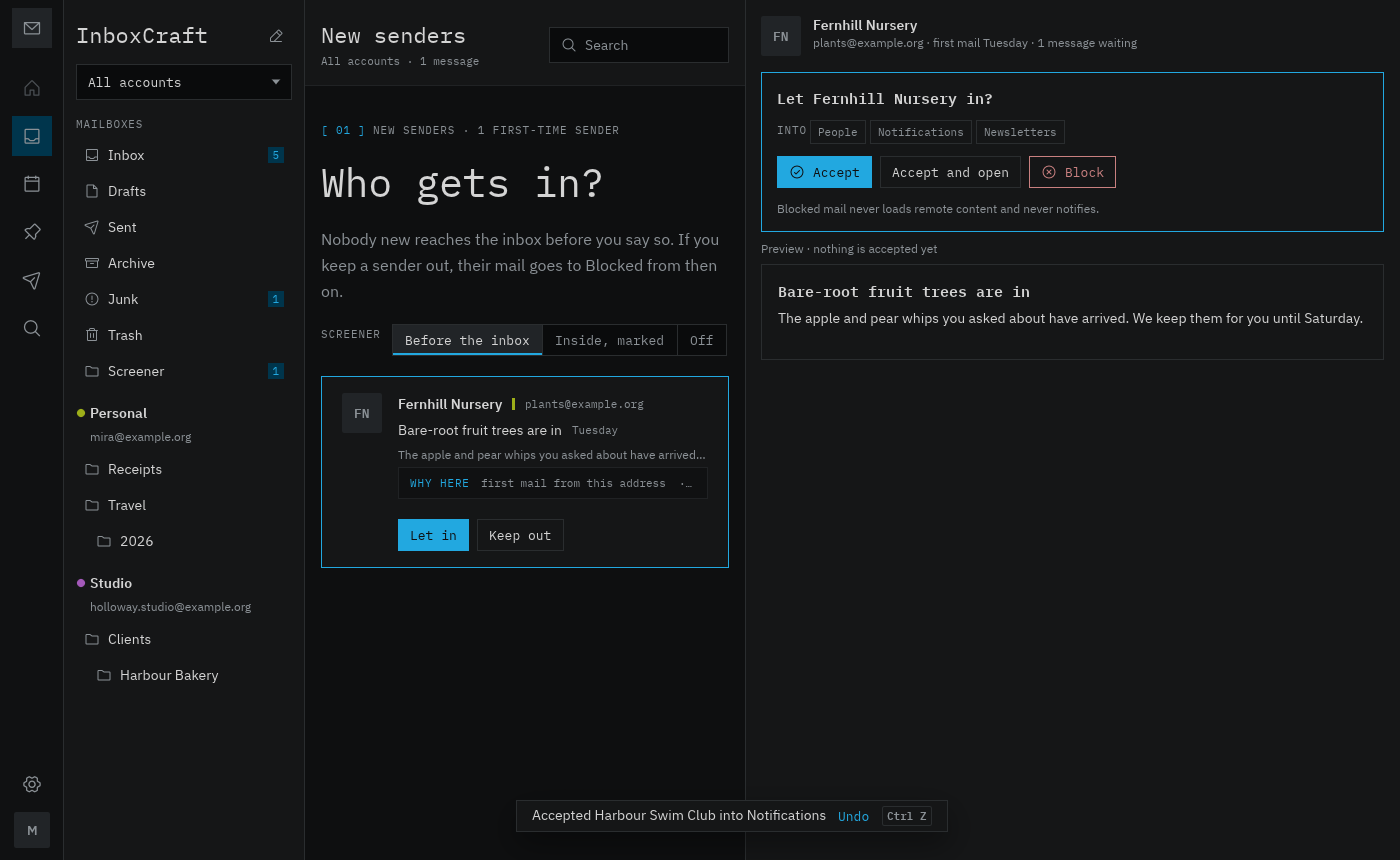 InboxCraft
All accounts
MAILBOXES
Inbox 5
Drafts
Sent
Archive
Junk 1
Trash
Screener 1
Personal
mira@example.org
Receipts
Travel
2026
Studio
holloway.studio@example.org
Clients
Harbour Bakery
M
New senders
All accounts · 1 message
Search
[ 01 ] NEW SENDERS · 1 FIRST-TIME SENDER
Who gets in?
Nobody new reaches the inbox before you say so. If you
keep a sender out, their mail goes to Blocked from then
on.
SCREENER Before the inbox Inside, marked Off
FN
Fernhill Nursery plants@example.org
Bare-root fruit trees are in Tuesday
The apple and pear whips you asked about have arrived…
WHY HERE first mail from this address ·…
Let in Keep out
FN
Fernhill Nursery
plants@example.org · first mail Tuesday · 1 message waiting
Let Fernhill Nursery in?
INTO People Notifications Newsletters
Accept Accept and open Block
Blocked mail never loads remote content and never notifies.
Preview · nothing is accepted yet
Bare-root fruit trees are in
The apple and pear whips you asked about have arrived. We keep them for you until Saturday.
Accepted Harbour Swim Club into Notifications Undo Ctrl Z